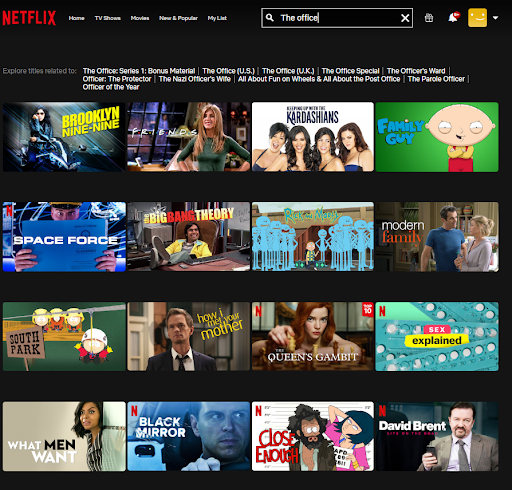 NETFLIX Home TV Shows Movies New & Popular My List The office
Explore titles related to: The Office: Series 1: Bonus Material | The Office (U.S.) | The Office (U.K.) | The Office Special | The Officer's Ward
Officer: The Protector | The Nazi Officer's Wife | All About Fun on Wheels & All About the Post Office | The Parole Officer
Officer of the Year
BROOKLYN
NINE-NINE
FRIENDS
KEEPING UP WITH THE
KARDASHIANS
FAMILY
GUY
N
SPACE FORCE
THE BIG BANG THEORY
Rick and Morty
modern
family
SOUTH
PARK
how i
met your
mother
N
THE
QUEEN'S GAMBIT
TOP
10
N
SEX
explained
WHAT MEN
WANT
N
BLACK
MIRROR
N
CLOSE
ENOUGH
N
David Brent
LIFE ON THE ROAD